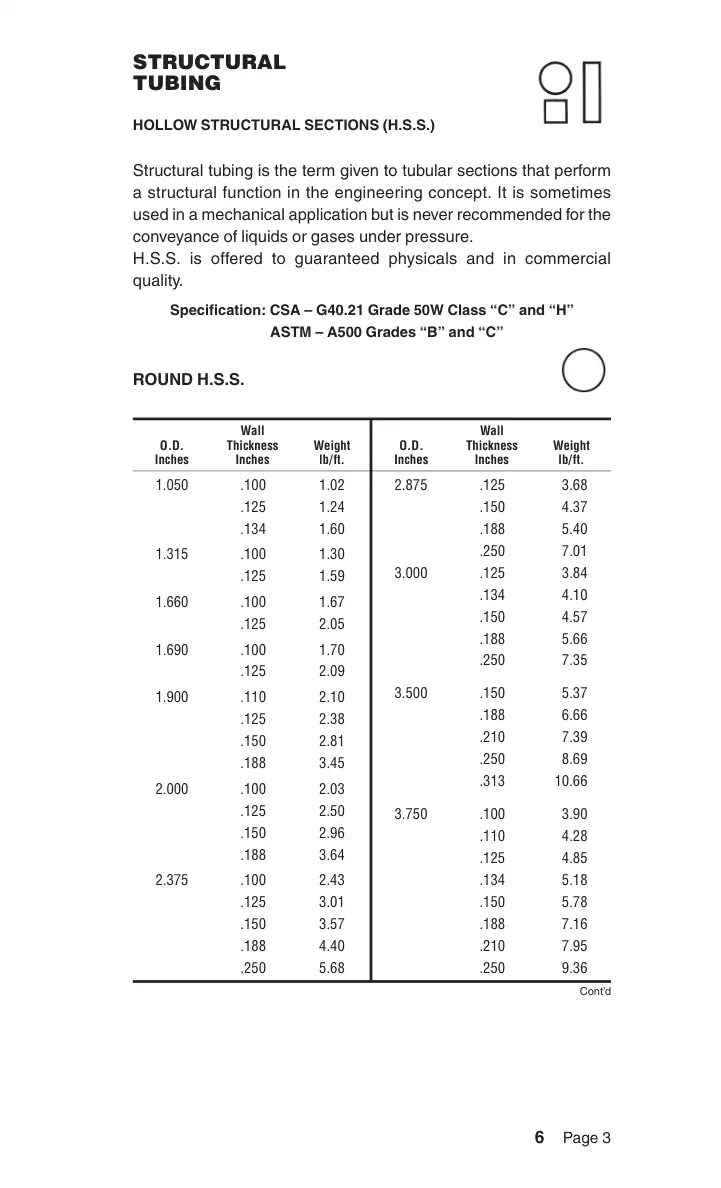 STRUCTURAL
TUBING
HOLLOW STRUCTURAL SECTIONS (H.S.S.)
Structural tubing is the term given to tubular sections that perform
a structural function in the engineering concept. It is sometimes
used in a mechanical application but is never recommended for the
conveyance of liquids or gases under pressure.
H.S.S. is offered to guaranteed physicals and in commercial
quality.
Specification: CSA – G40.21 Grade 50W Class “C” and “H”
ASTM – A500 Grades “B” and “C”
ROUND H.S.S.
Wall Wall
O.D. Thickness Weight O.D. Thickness Weight
Inches Inches lb/ft. Inches Inches lb/ft.
1.050 .100 1.02 2.875 .125 3.68
.125 1.24 .150 4.37
.134 1.60 .188 5.40
1.315 .100 1.30 .250 7.01
.125 1.59 3.000 .125 3.84
1.660 .100 1.67 .134 4.10
.125 2.05 .150 4.57
1.690 .100 1.70 .188 5.66
.125 2.09 .250 7.35
1.900 .110 2.10 3.500 .150 5.37
.125 2.38 .188 6.66
.150 2.81 .210 7.39
.188 3.45 .250 8.69
2.000 .100 2.03 .313 10.66
.125 2.50 3.750 .100 3.90
.150 2.96 .110 4.28
.188 3.64 .125 4.85
2.375 .100 2.43 .134 5.18
.125 3.01 .150 5.78
.150 3.57 .188 7.16
.188 4.40 .210 7.95
.250 5.68 .250 9.36
Cont’d
6 Page 3